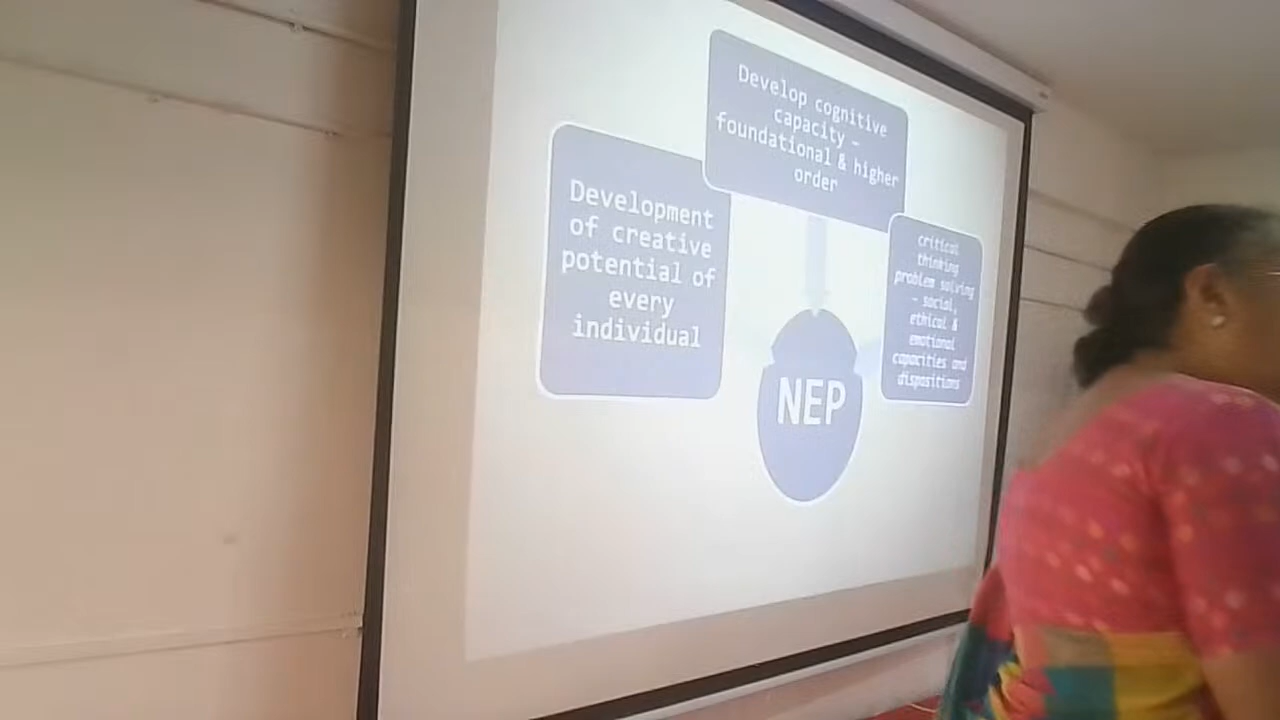 Develop cognitive
capacity –
foundational & higher
order
Development
of creative
potential of
every
individual
critical
thinking
problem solving
– social,
ethical &
emotional
capacities and
dispositions
NEP